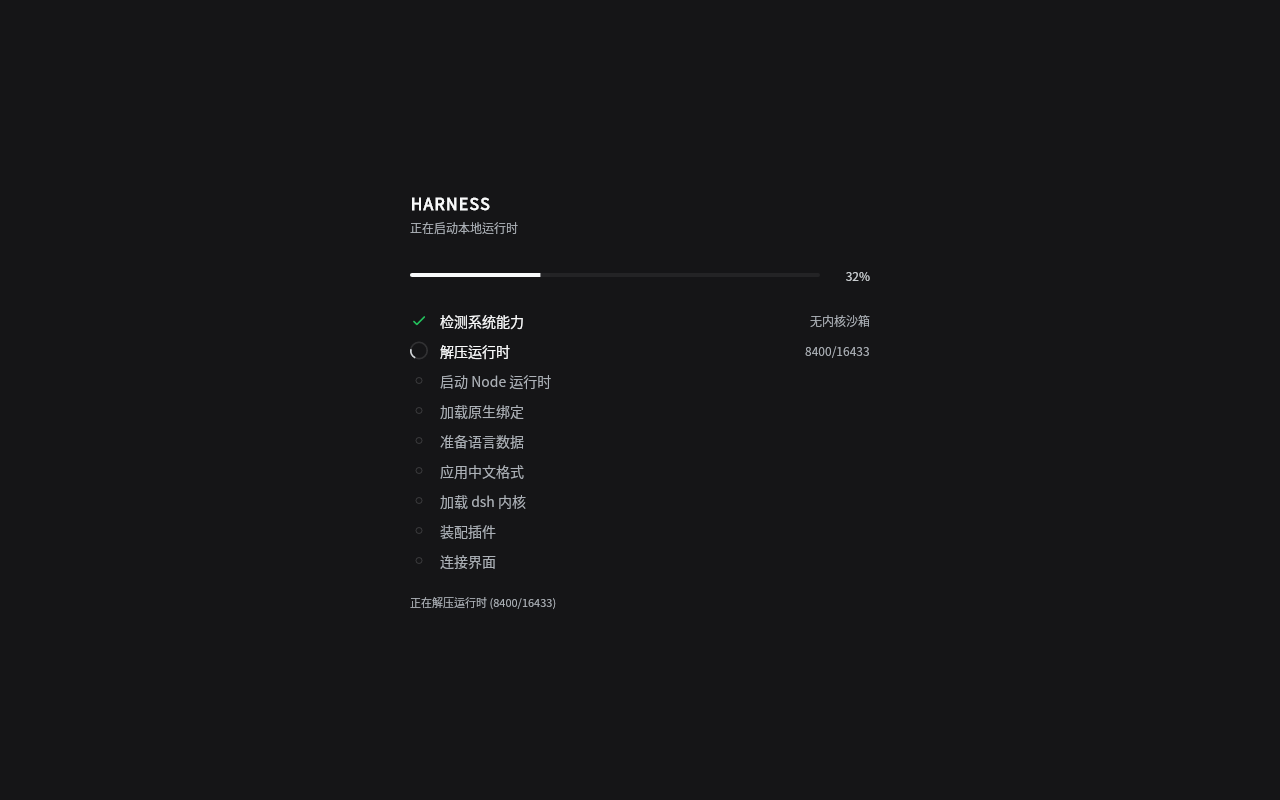 HARNESS
正在启动本地运行时
32%
检测系统能力 无内核沙箱
解压运行时 8400/16433
启动 Node 运行时
加载原生绑定
准备语言数据
应用中文格式
加载 dsh 内核
装配插件
连接界面
正在解压运行时 (8400/16433)